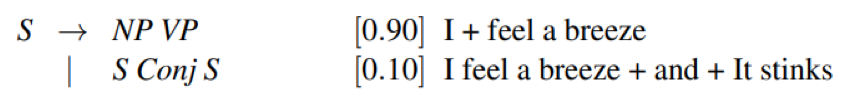 S → NP VP [0.90] I + feel a breeze
| S Conj S [0.10] I feel a breeze + and + It stinks